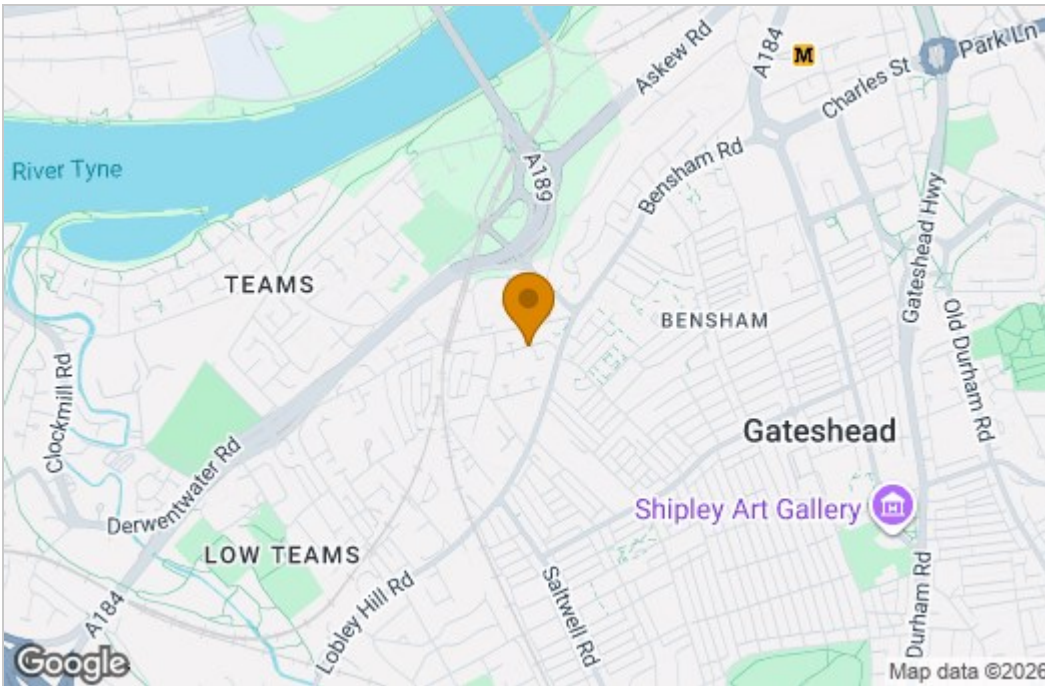 Park Ln
A184
M
Charles St
Askew Rd
A189
River Tyne
Bensham Rd
Gateshead Hwy
TEAMS
BENSHAM
Old Durham Rd
Clockmill Rd
Gateshead
Derwentwater Rd
Shipley Art Gallery
LOW TEAMS
Saltwell Rd
Durham Rd
Lobley Hill Rd
A184
Google
Map data ©2026